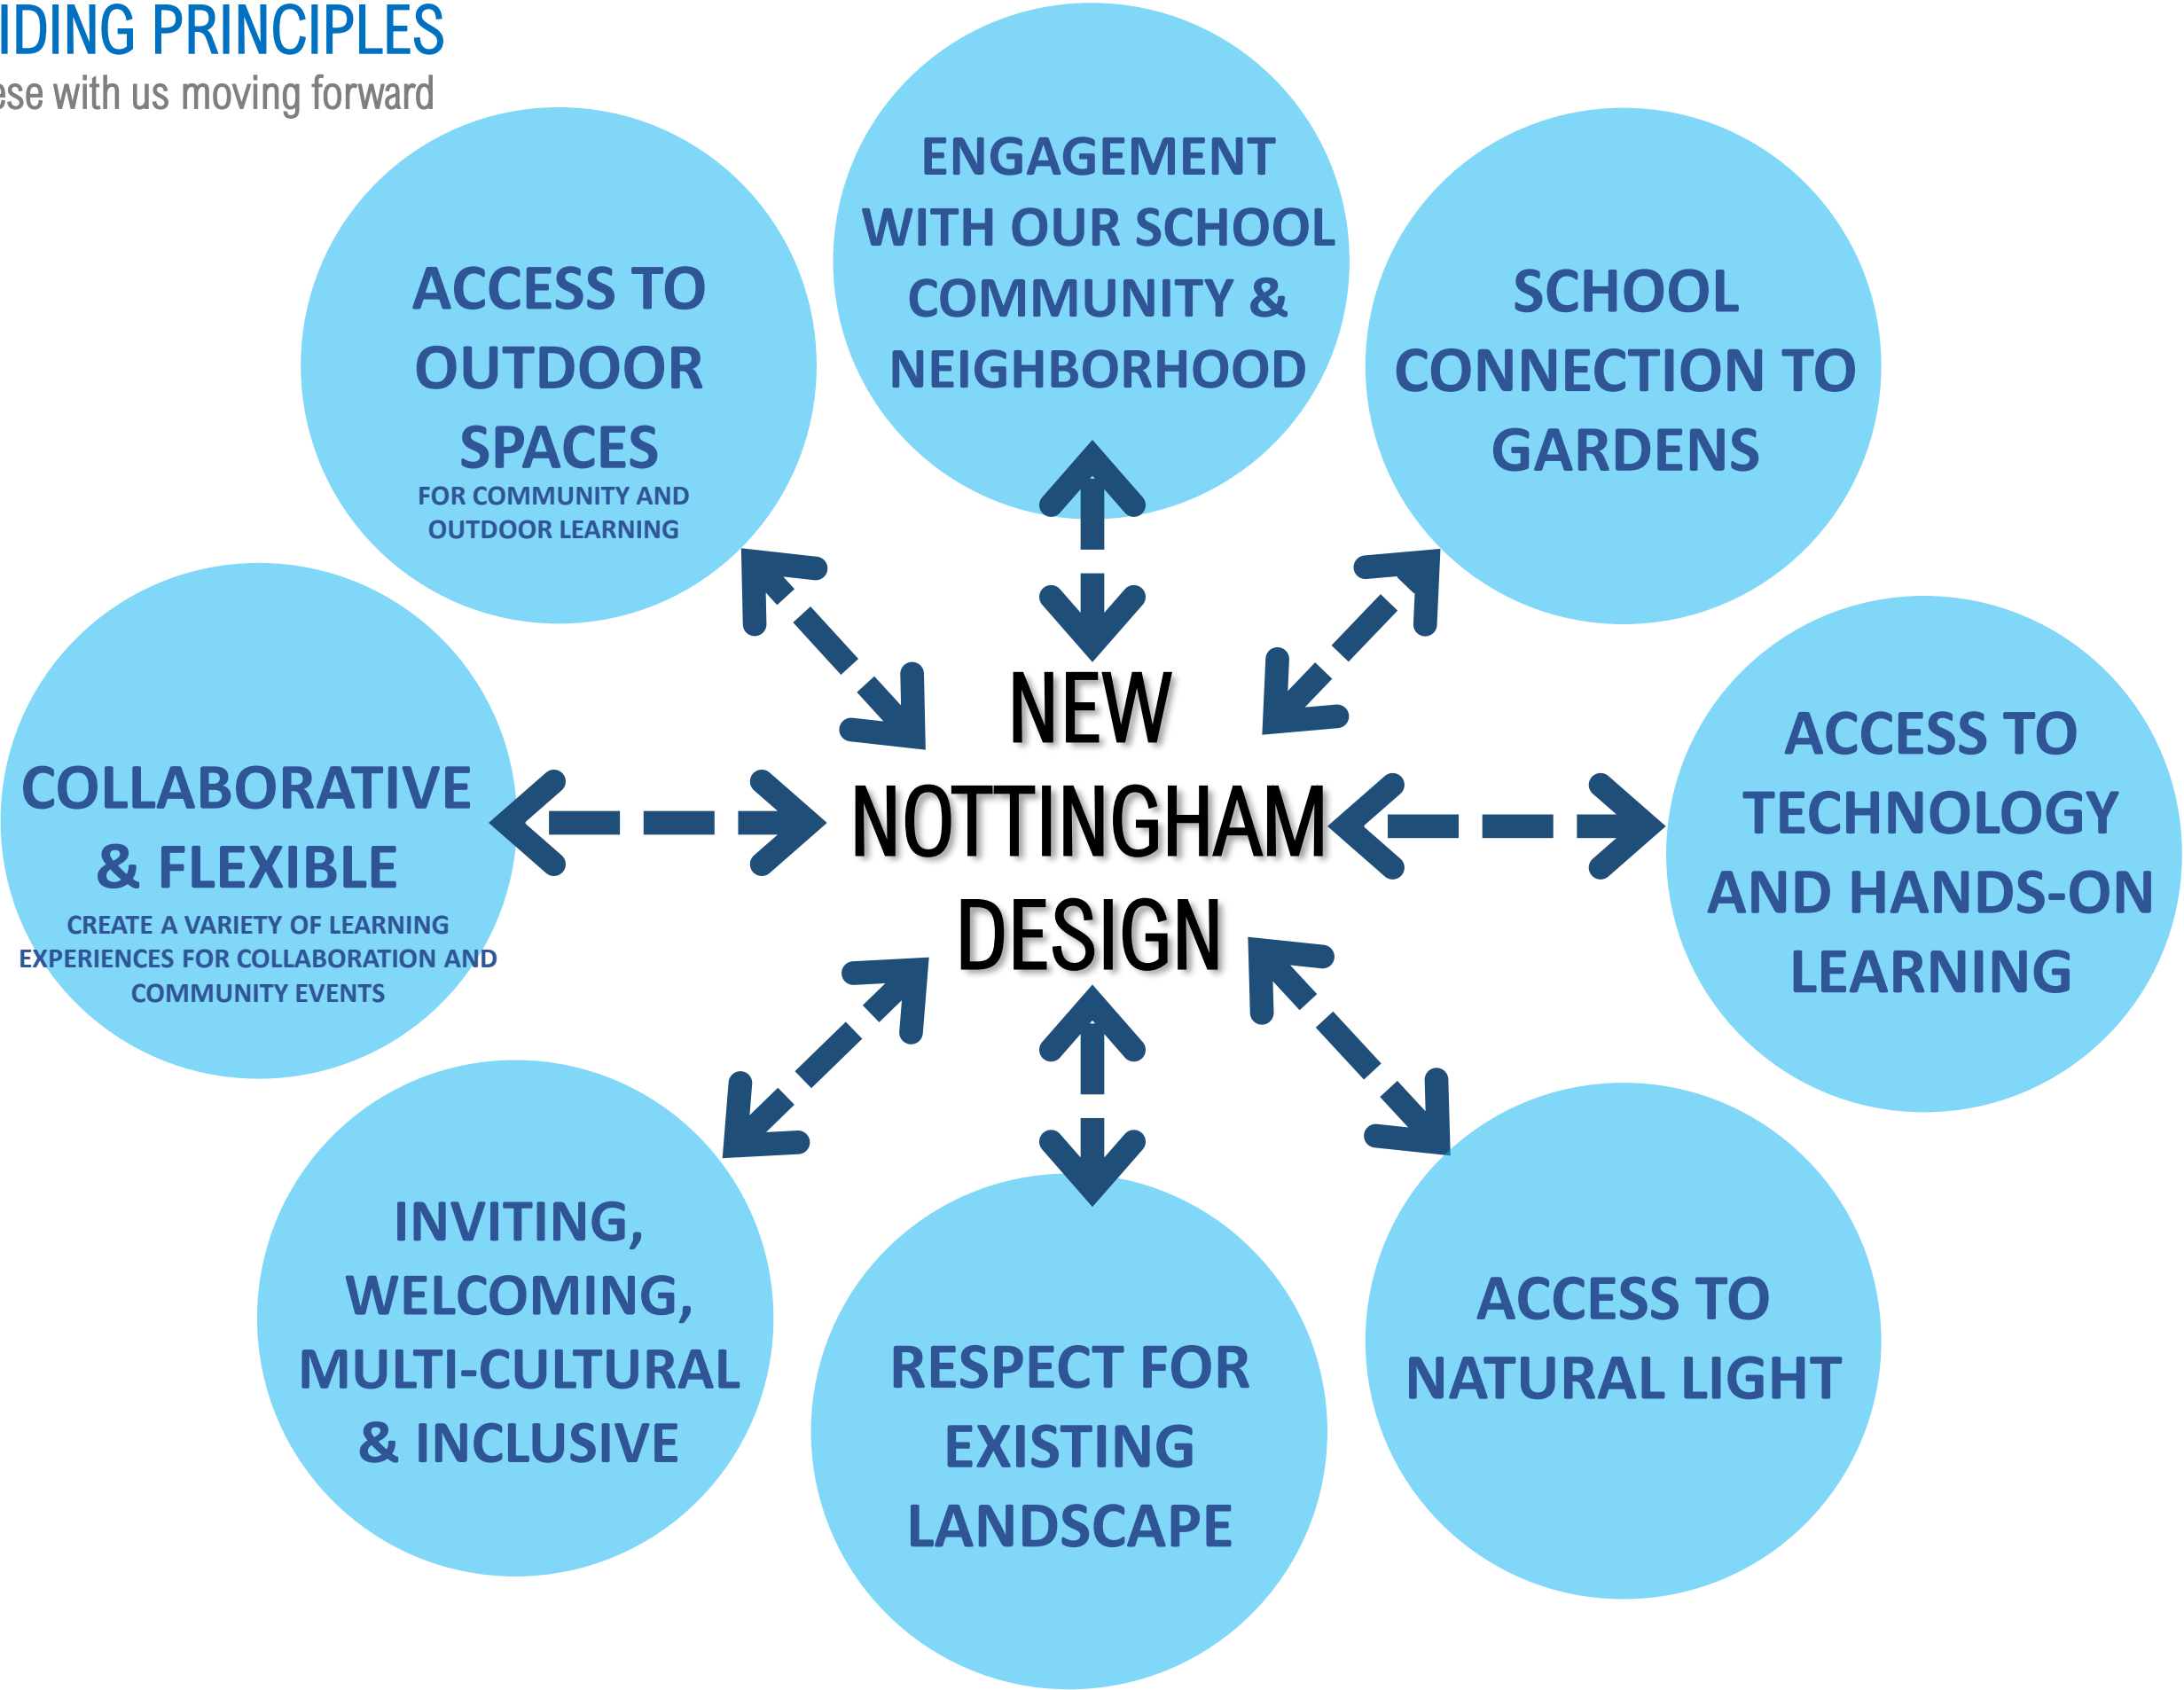 IDING PRINCIPLES
ese with us moving forward
ENGAGEMENT
WITH OUR SCHOOL
COMMUNITY &
NEIGHBORHOOD
ACCESS TO
OUTDOOR
SPACES
FOR COMMUNITY AND
OUTDOOR LEARNING
SCHOOL
CONNECTION TO
GARDENS
COLLABORATIVE
& FLEXIBLE
CREATE A VARIETY OF LEARNING
EXPERIENCES FOR COLLABORATION AND
COMMUNITY EVENTS
NEW
NOTTINGHAM
DESIGN
ACCESS TO
TECHNOLOGY
AND HANDS-ON
LEARNING
INVITING,
WELCOMING,
MULTI-CULTURAL
& INCLUSIVE
RESPECT FOR
EXISTING
LANDSCAPE
ACCESS TO
NATURAL LIGHT